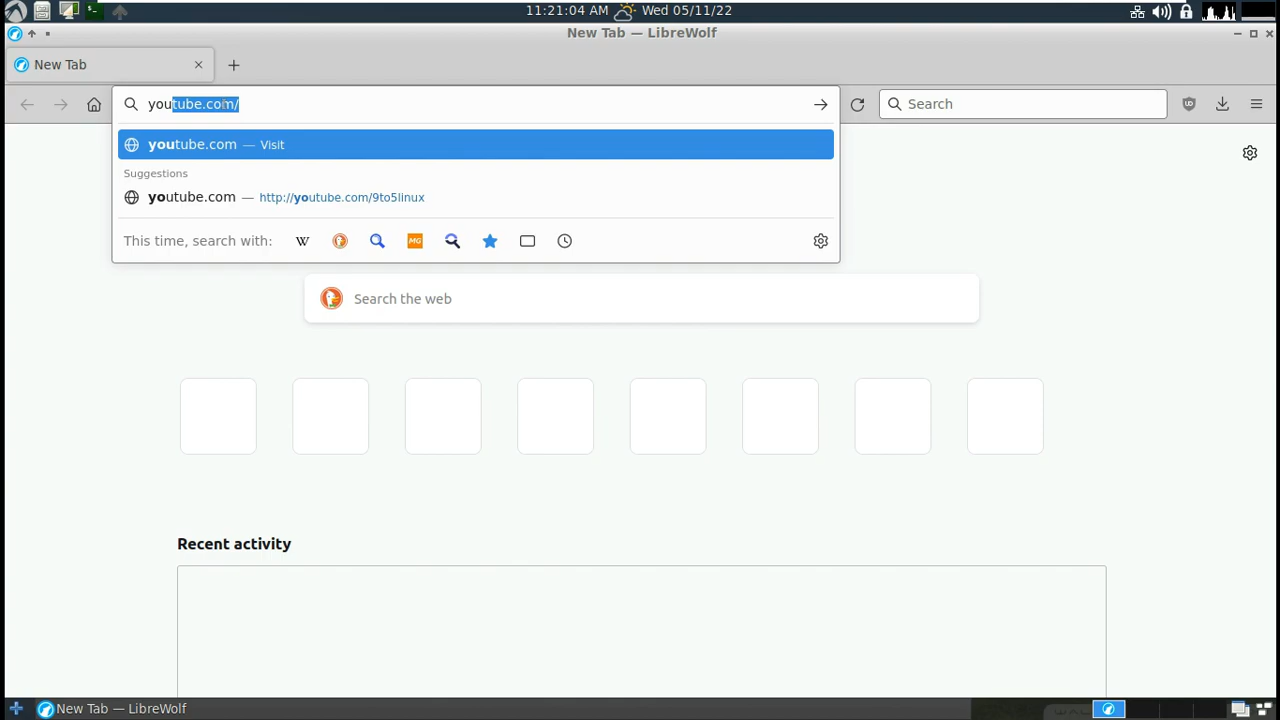 11:21:04 AM Wed 05/11/22
New Tab — LibreWolf
New Tab
youtube.com/
Search
youtube.com — Visit
Suggestions
youtube.com — http://youtube.com/9to5linux
This time, search with: W MG
Search the web
Recent activity
New Tab — LibreWolf